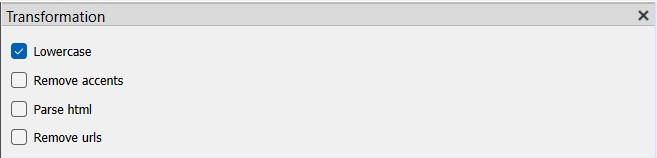 Transformation
Lowercase
Remove accents
Parse html
Remove urls